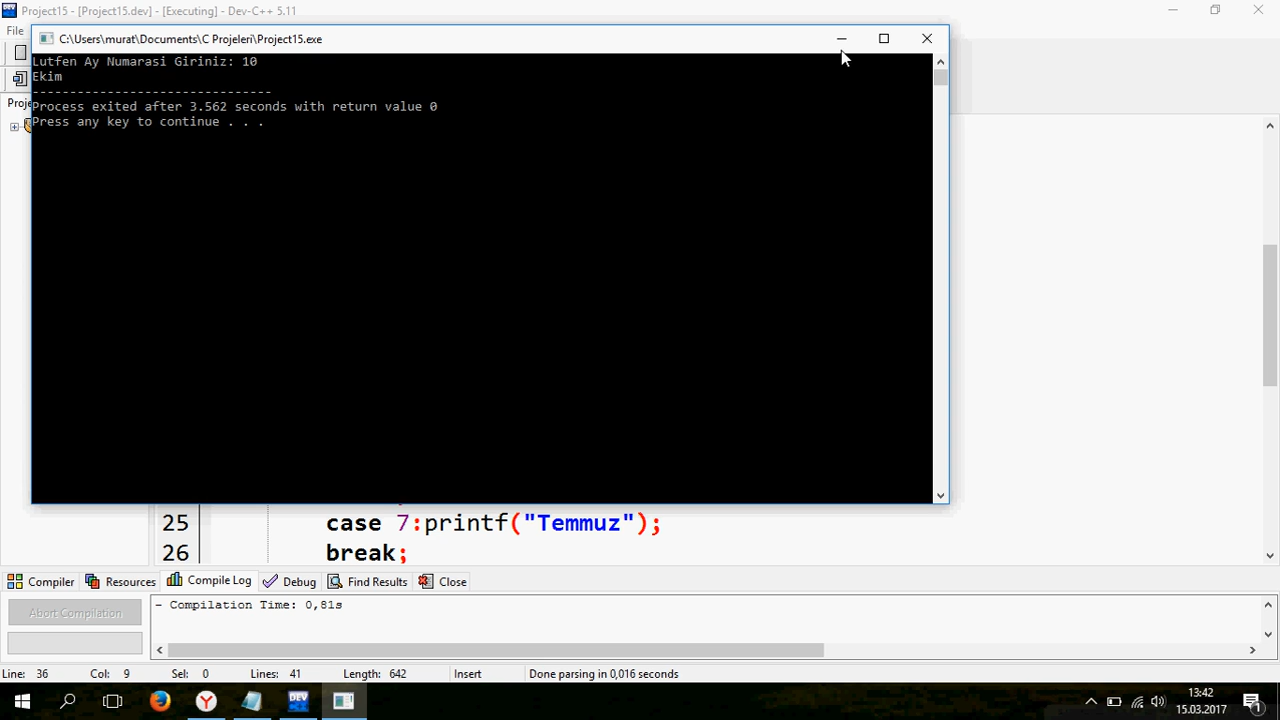 Project15 - [Project15.dev] - [Executing] - Dev-C++ 5.11
File
C:\Users\murat\Documents\C Projeleri\Project15.exe
Lutfen Ay Numarasi Giriniz: 10
Ekim
--------------------------------
Process exited after 3.562 seconds with return value 0
Press any key to continue . . .
Proje
25 case 7:printf("Temmuz");
26 break;
Compiler Resources Compile Log Debug Find Results Close
Abort Compilation
- Compilation Time: 0,81s
Line: 36 Col: 9 Sel: 0 Lines: 41 Length: 642 Insert Done parsing in 0,016 seconds
DEV
13:42
15.03.2017
1